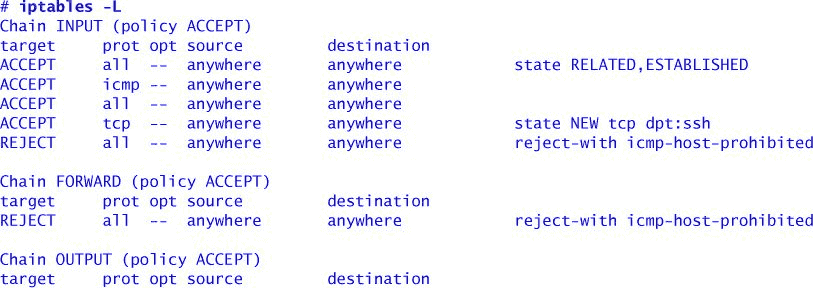 # iptables -L
Chain INPUT (policy ACCEPT)
target     prot opt source               destination
ACCEPT     all  --  anywhere             anywhere            state RELATED,ESTABLISHED
ACCEPT     icmp --  anywhere             anywhere
ACCEPT     all  --  anywhere             anywhere
ACCEPT     tcp  --  anywhere             anywhere            state NEW tcp dpt:ssh
REJECT     all  --  anywhere             anywhere            reject-with icmp-host-prohibited

Chain FORWARD (policy ACCEPT)
target     prot opt source               destination
REJECT     all  --  anywhere             anywhere            reject-with icmp-host-prohibited

Chain OUTPUT (policy ACCEPT)
target     prot opt source               destination